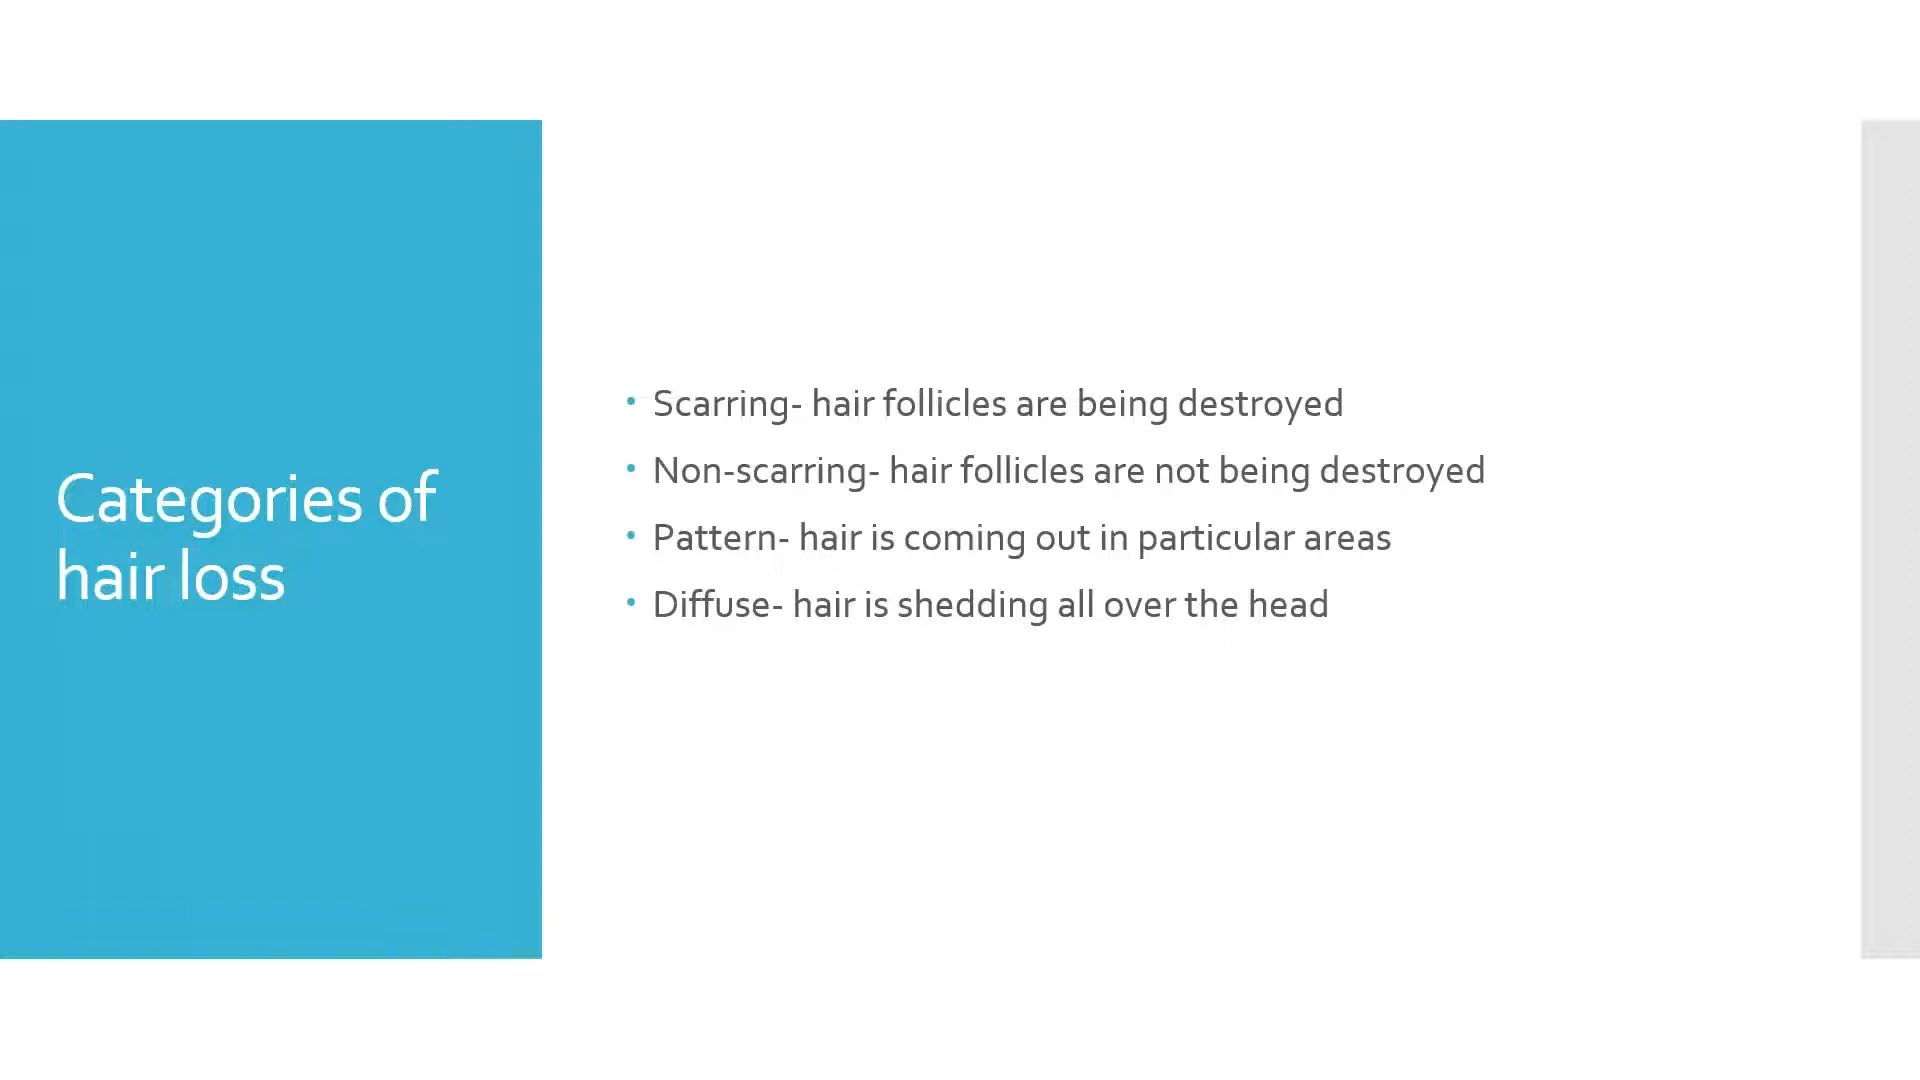 Categories of
hair loss
• Scarring- hair follicles are being destroyed
• Non-scarring- hair follicles are not being destroyed
• Pattern- hair is coming out in particular areas
• Diffuse- hair is shedding all over the head